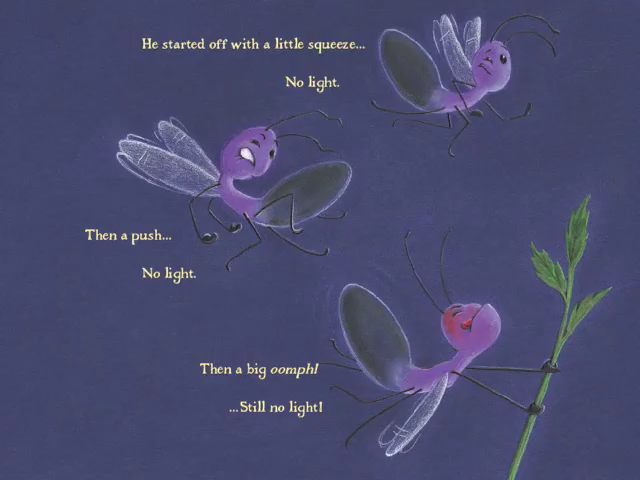 He started off with a little squeeze...
No light.
Then a push...
No light.
Then a big oomph!
...Still no light!